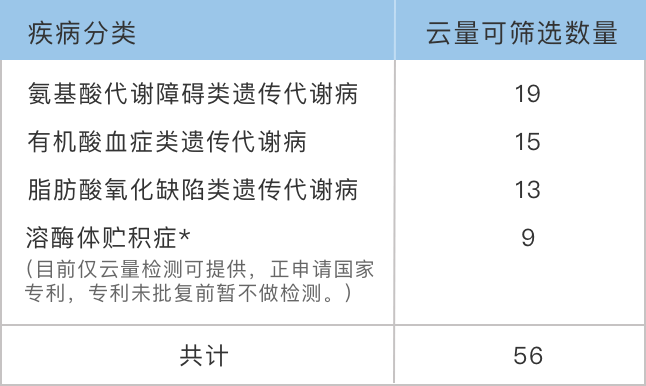 疾病分类 云量可筛选数量
氨基酸代谢障碍类遗传代谢病 19
有机酸血症类遗传代谢病 15
脂肪酸氧化缺陷类遗传代谢病 13
溶酶体贮积症* 9
(目前仅云量检测可提供，正申请国家
专利，专利未批复前暂不做检测。)
共计 56